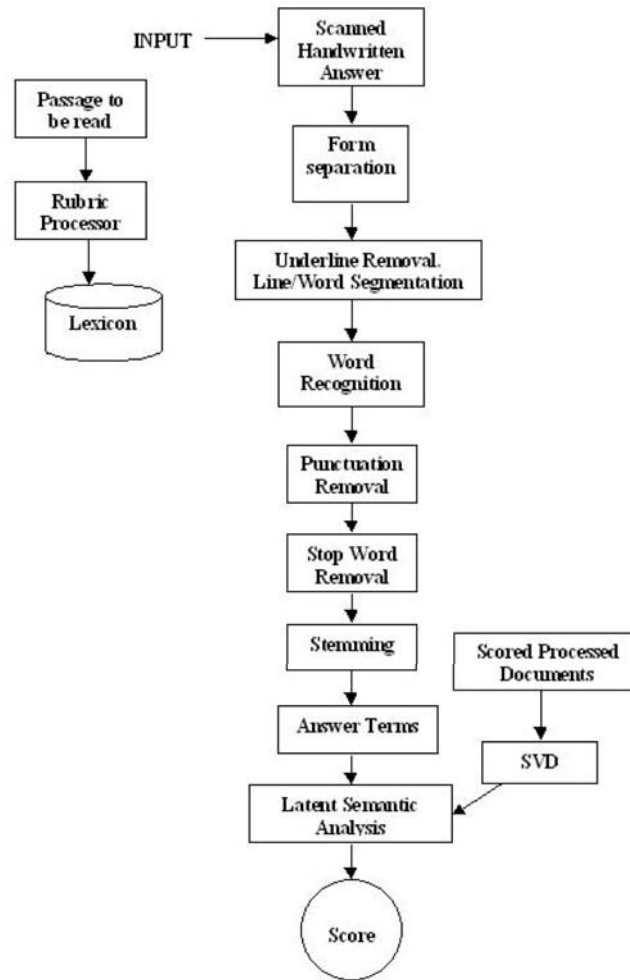 INPUT
Scanned
Handwritten
Answer
Passage to
be read
Form
separation
Rubric
Processor
Lexicon
Underline Removal.
Line/Word Segmentation
Word
Recognition
Punctuation
Removal
Stop Word
Removal
Stemming
Scored Processed
Documents
Answer Terms
SVD
Latent Semantic
Analysis
Score